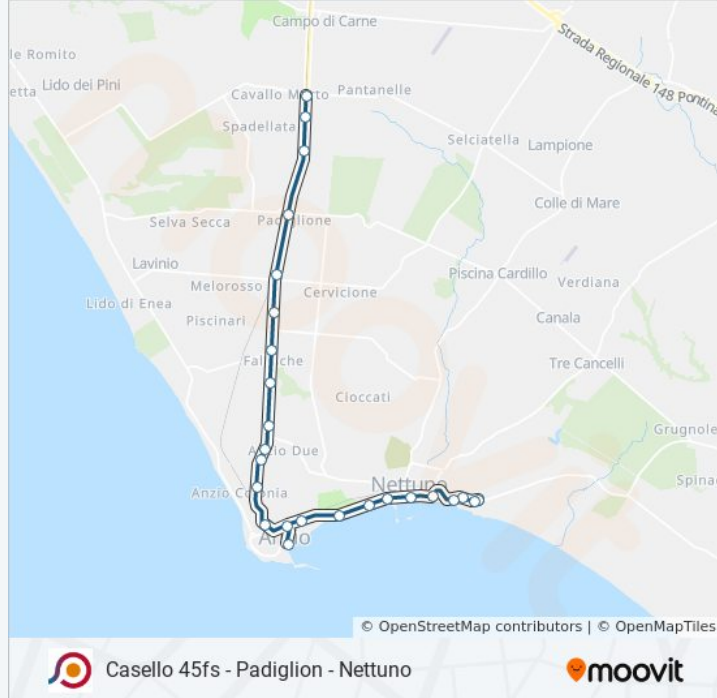 Campo di Carne
Strada Regionale 148 Pontina
le Romito
Lido dei Pini
etta
Cavallo Morto
Pantanelle
Spadellata
Selciatella
Lampione
Colle di Mare
Selva Secca
Padiglione
Lavinio
Piscina Cardillo
Melorosso
Cervicione
Verdiana
Lido di Enea
Piscinari
Canala
Falasche
Tre Cancelli
Cioccati
Grugnole
Anzio Due
Nettuno
Spina
Anzio Colonia
Anzio
moovit
© OpenStreetMap contributors | © OpenMapTiles
Casello 45fs - Padiglion - Nettuno
moovit